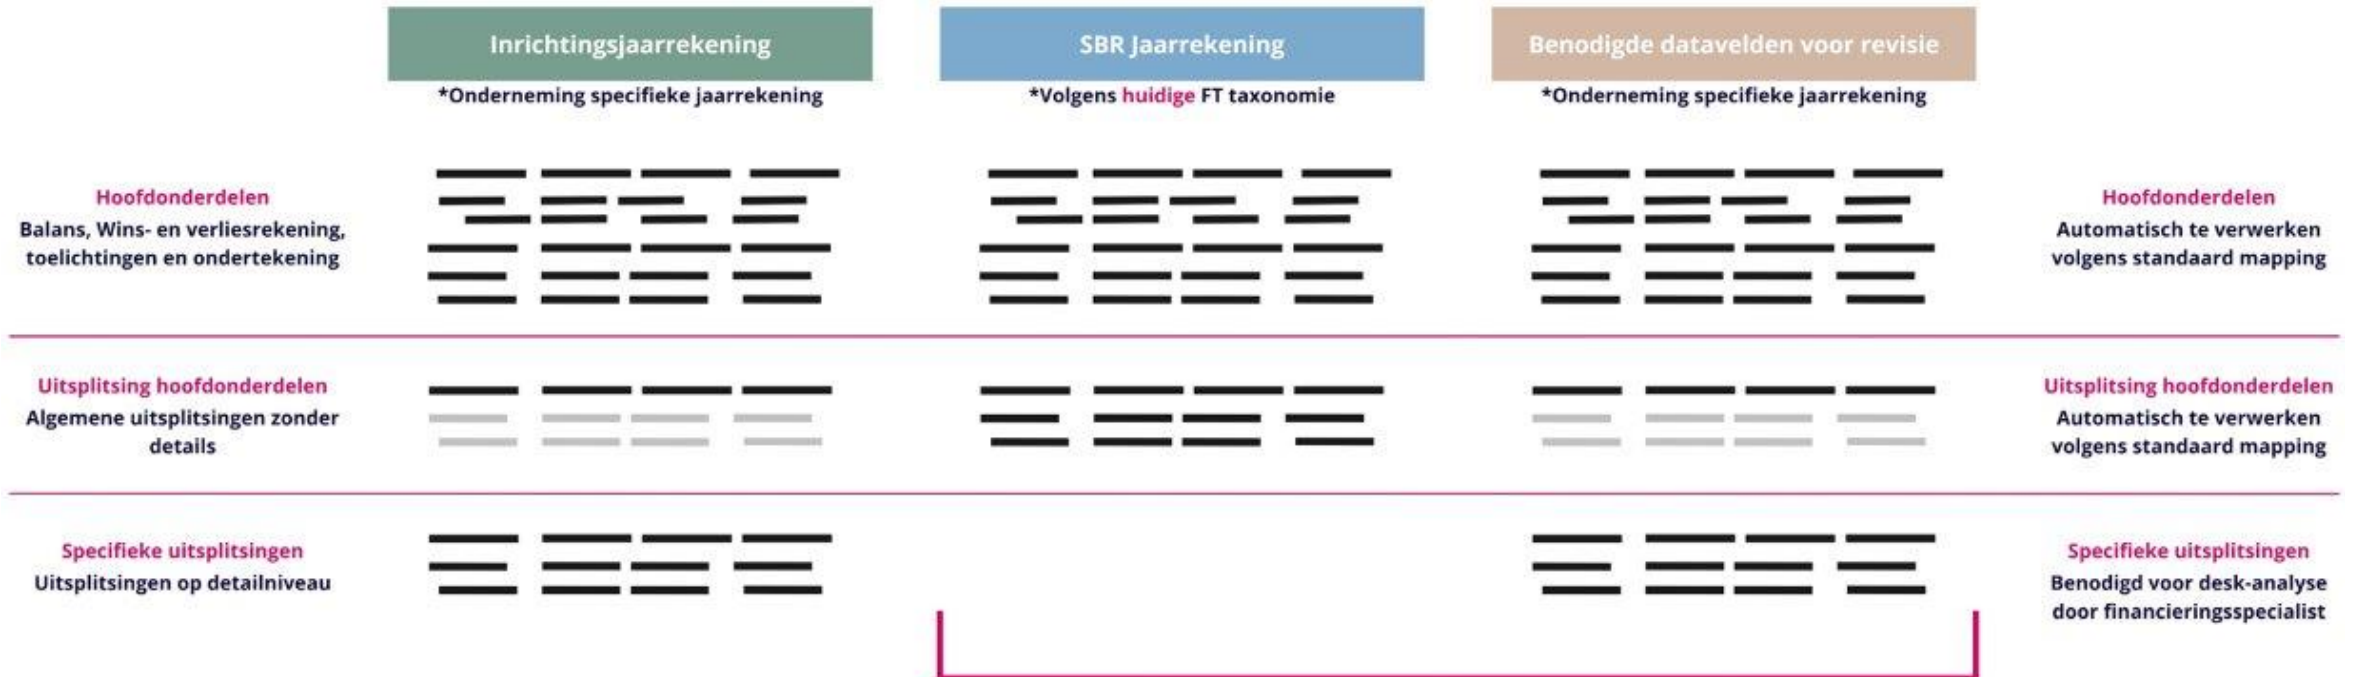 Inrichtingsjaarrekening
*Onderneming specifieke jaarrekening
SBR Jaarrekening
*Volgens huidige FT taxonomie
Benodigde datavelden voor revisie
*Onderneming specifieke jaarrekening
Hoofdonderdelen
Balans, Wins- en verliesrekening,
toelichtingen en ondertekening
Hoofdonderdelen
Automatisch te verwerken
volgens standaard mapping
Uitsplitsing hoofdonderdelen
Algemene uitsplitsingen zonder
details
Uitsplitsing hoofdonderdelen
Automatisch te verwerken
volgens standaard mapping
Specifieke uitsplitsingen
Uitsplitsingen op detailniveau
Specifieke uitsplitsingen
Benodigd voor desk-analyse
door financieringsspecialist